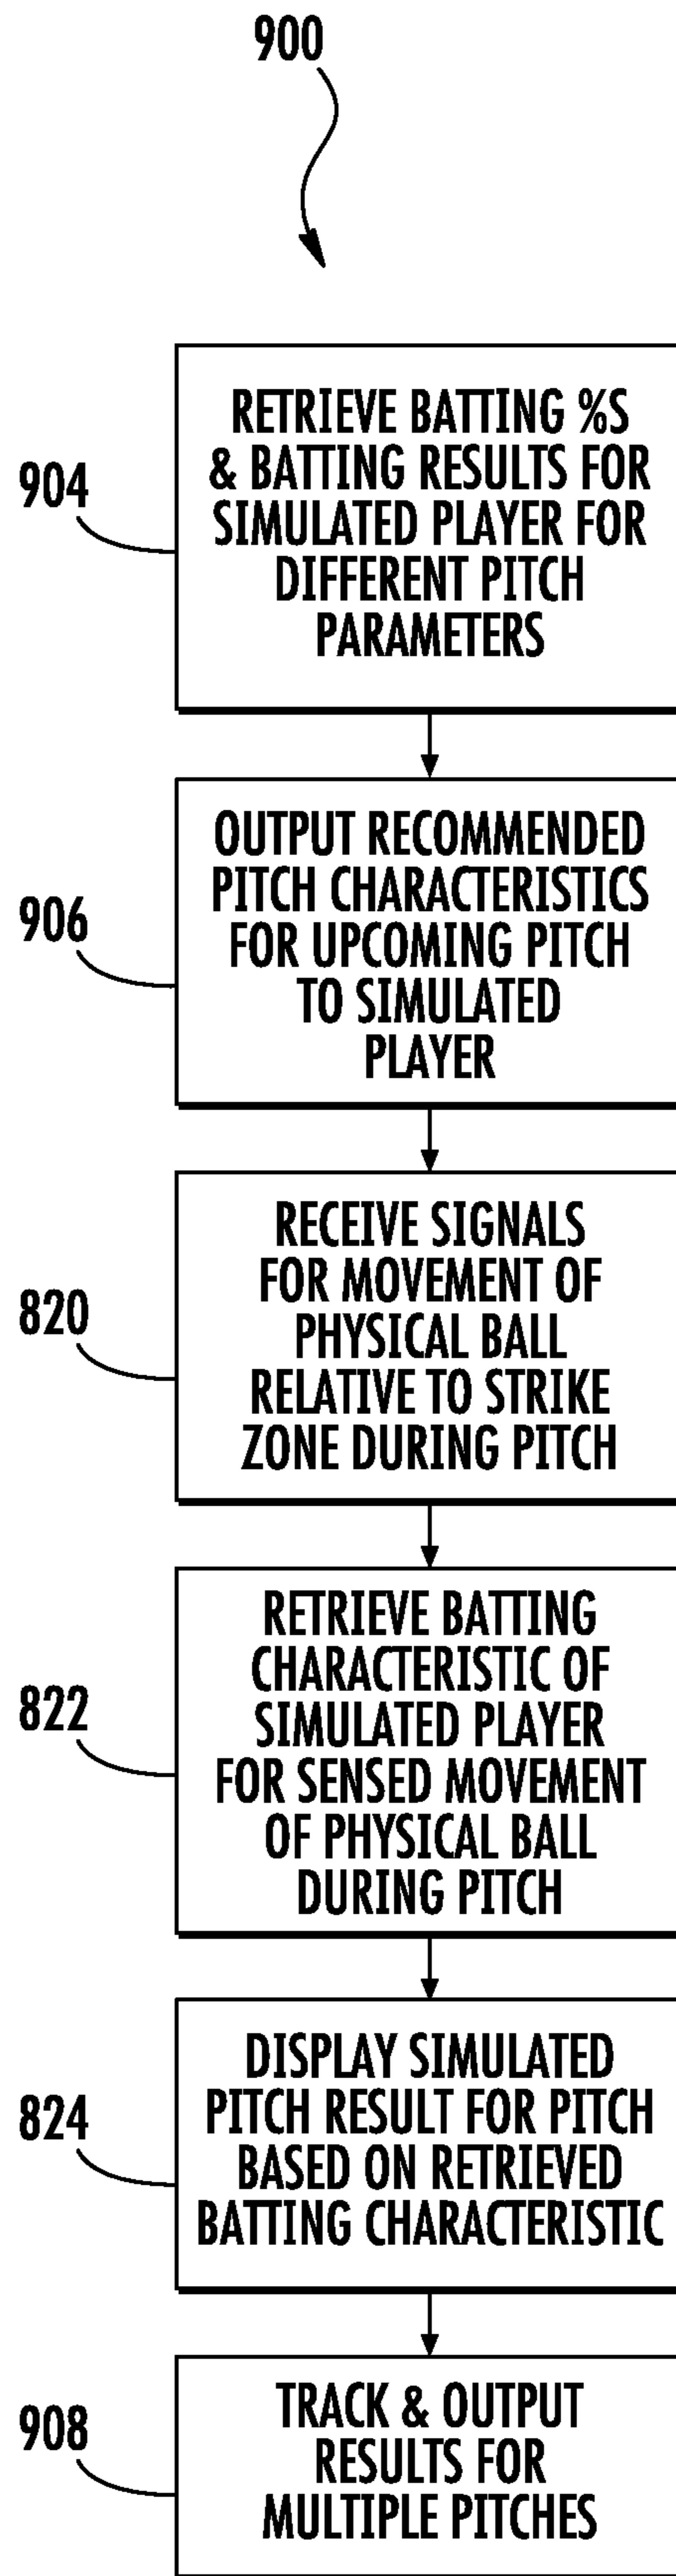 900
904
RETRIEVE BATTING %S
& BATTING RESULTS FOR
SIMULATED PLAYER FOR
DIFFERENT PITCH
PARAMETERS
906
OUTPUT RECOMMENDED
PITCH CHARACTERISTICS
FOR UPCOMING PITCH
TO SIMULATED
PLAYER
820
RECEIVE SIGNALS
FOR MOVEMENT OF
PHYSICAL BALL
RELATIVE TO STRIKE
ZONE DURING PITCH
822
RETRIEVE BATTING
CHARACTERISTIC OF
SIMULATED PLAYER
FOR SENSED MOVEMENT
OF PHYSICAL BALL
DURING PITCH
824
DISPLAY SIMULATED
PITCH RESULT FOR PITCH
BASED ON RETRIEVED
BATTING CHARACTERISTIC
908
TRACK & OUTPUT
RESULTS FOR
MULTIPLE PITCHES